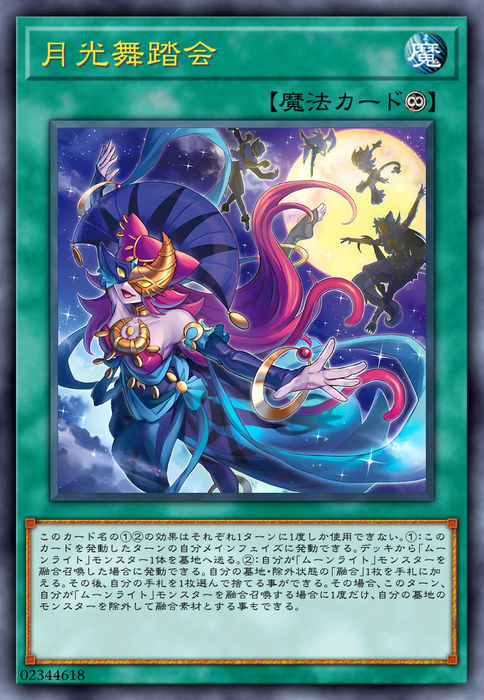 月光舞踏会
魔
【魔法カード♾】
このカード名の①②の効果はそれぞれ1ターンに1度しか使用できない。①:この
カードを発動したターンの自分メインフェイズに発動できる。デッキから「ムー
ンライト」モンスター1体を墓地へ送る。②:自分が「ムーンライト」モンスターを
融合召喚した場合に発動できる。自分の墓地・除外状態の「融合」1枚を手札に加
える。その後、自分の手札を1枚選んで捨てる事ができる。その場合、このターン、
自分が「ムーンライト」モンスターを融合召喚する場合に1度だけ、自分の墓地の
モンスターを除外して融合素材とする事もできる。
02344618